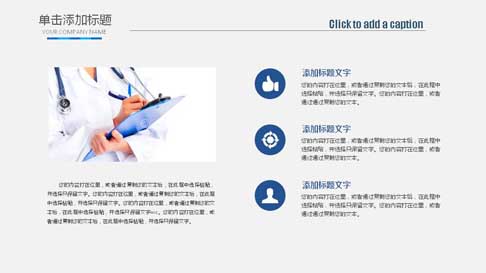 单击添加标题
YOUR COMPANY NAME
Click to add a caption
添加标题文字
您的内容打在这里，或者通过复制您的文本后，在此框中
选择粘贴，并选择只保留文字。您的内容打在这里，或者
通过通过复制您的文本。
添加标题文字
您的内容打在这里，或者通过复制您的文本后，在此框中
选择粘贴，并选择只保留文字。您的内容打在这里，或者
通过通过复制您的文本。
添加标题文字
您的内容打在这里，或者通过复制您的文本后，在此框中
选择粘贴，并选择只保留文字。您的内容打在这里，或者
通过通过复制您的文本。
您的内容打在这里，或者通过复制您的文本后，在此框中选择粘贴，
并选择只保留文字。您的内容打在这里，或者通过复制您的文本后，在此框
中选择粘贴，并选择只保留文字。您的内容打在这里，或者通过复制您的文
本后，在此框中选择粘贴，并选择只保留文字。您的内容打在这里，或
者通过复制您的文本后，在此框中选择粘贴，并选择只保留文字。